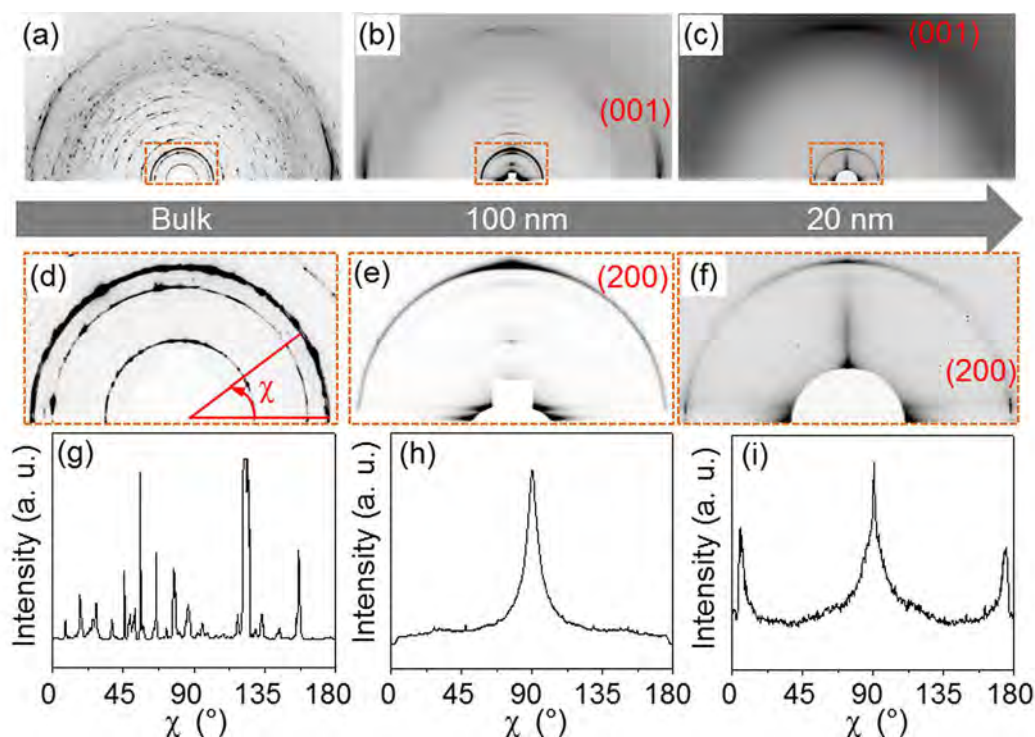 (a)
(b)
(c)
(001)
(001)
Bulk
100 nm
20 nm
(d)
(e)
(f)
χ
(200)
(200)
(g)
(h)
(i)
Intensity (a. u.)
Intensity (a. u.)
Intensity (a. u.)
0 45 90 135 180
45 90 135 180
0 45 90 135 180
χ (°)
χ (°)
χ (°)